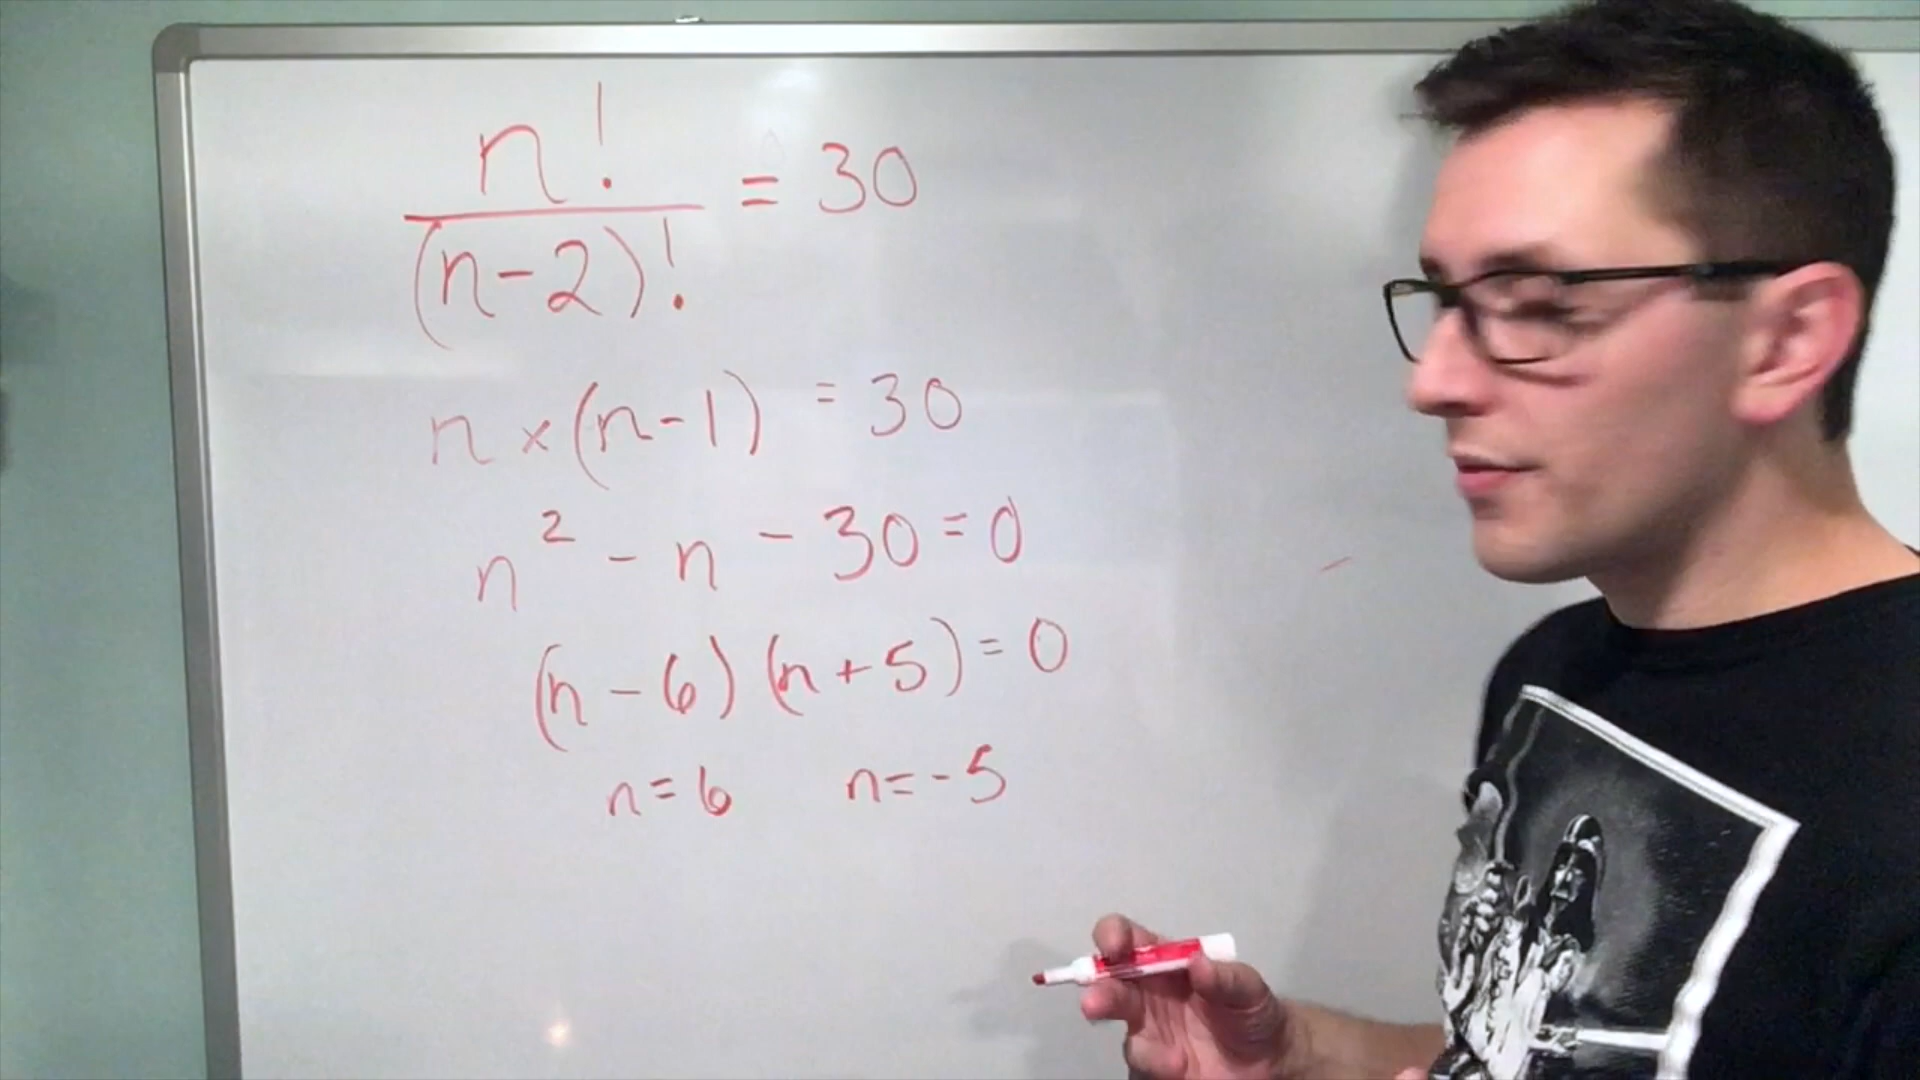 n!
(n-2)! = 30
n × (n-1) = 30
n² - n - 30 = 0
(n-6)(n+5) = 0
n = 6 n = -5